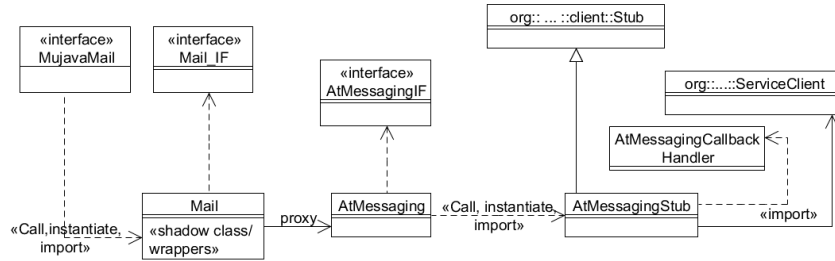 org:: ... ::client::Stub
«interface»
MujavaMail
«interface»
Mail_IF
«interface»
AtMessagingIF
org::...::ServiceClient
AtMessagingCallback
Handler
Mail
«shadow class/
wrappers»
AtMessaging
AtMessagingStub
«Call,instantiate,
import»
proxy
«Call, instantiate,
import»
«import»